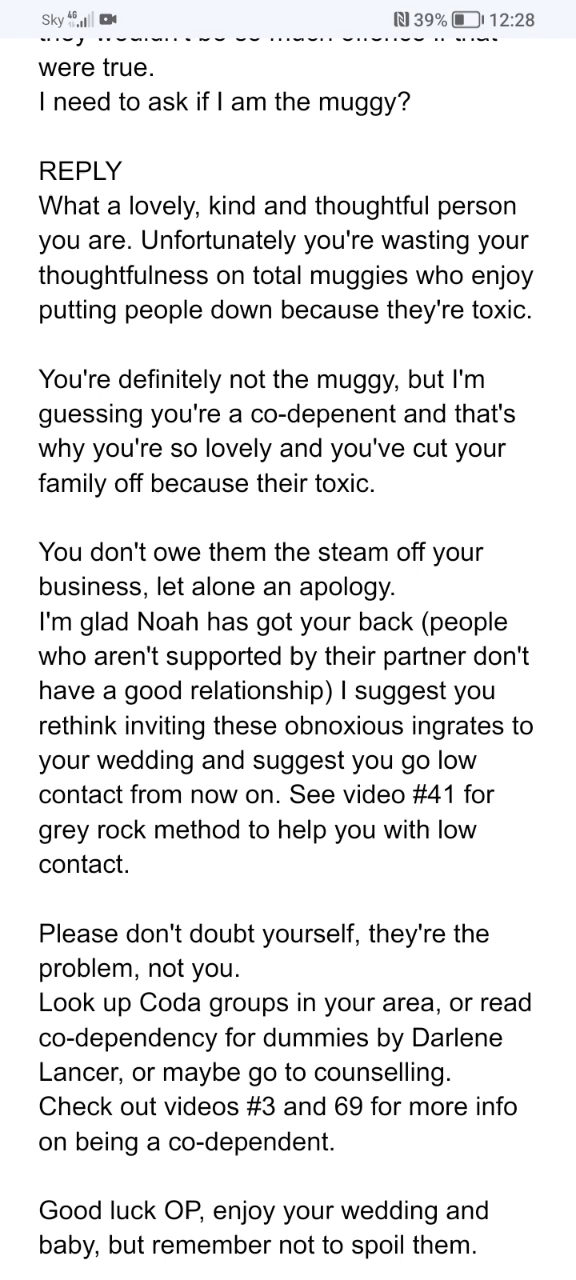 Sky 4G 39% 12:28
were true.
I need to ask if I am the muggy?
REPLY
What a lovely, kind and thoughtful person
you are. Unfortunately you're wasting your
thoughtfulness on total muggies who enjoy
putting people down because they're toxic.
You're definitely not the muggy, but I'm
guessing you're a co-depenent and that's
why you're so lovely and you've cut your
family off because their toxic.
You don't owe them the steam off your
business, let alone an apology.
I'm glad Noah has got your back (people
who aren't supported by their partner don't
have a good relationship) I suggest you
rethink inviting these obnoxious ingrates to
your wedding and suggest you go low
contact from now on. See video #41 for
grey rock method to help you with low
contact.
Please don't doubt yourself, they're the
problem, not you.
Look up Coda groups in your area, or read
co-dependency for dummies by Darlene
Lancer, or maybe go to counselling.
Check out videos #3 and 69 for more info
on being a co-dependent.
Good luck OP, enjoy your wedding and
baby, but remember not to spoil them.